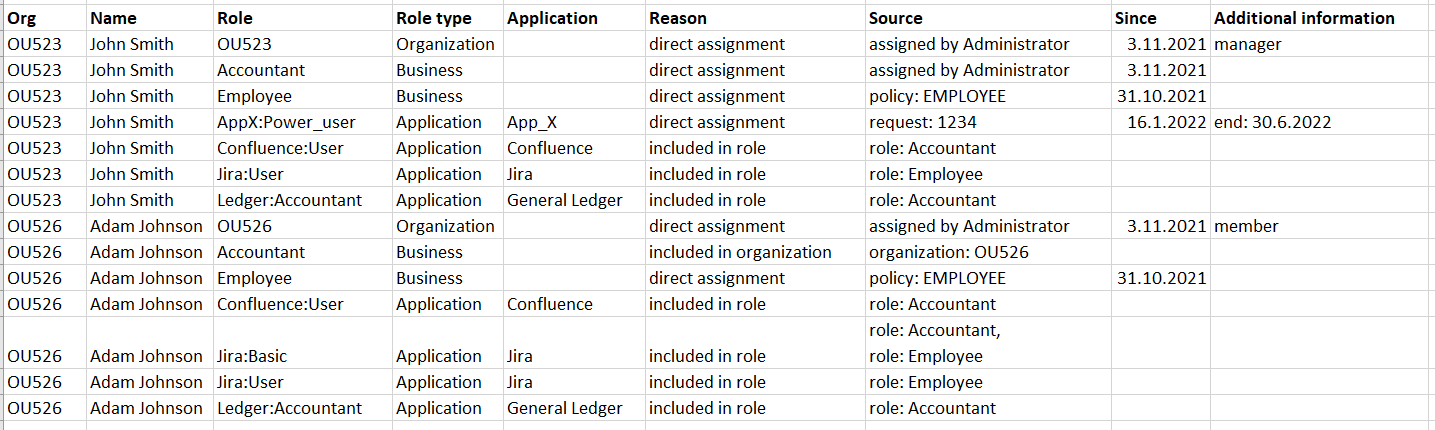 Org Name Role Role type Application Reason Source Since Additional information
OU523 John Smith OU523 Organization direct assignment assigned by Administrator 3.11.2021 manager
OU523 John Smith Accountant Business direct assignment assigned by Administrator 3.11.2021
OU523 John Smith Employee Business direct assignment policy: EMPLOYEE 31.10.2021
OU523 John Smith AppX:Power_user Application App_X direct assignment request: 1234 16.1.2022 end: 30.6.2022
OU523 John Smith Confluence:User Application Confluence included in role role: Accountant
OU523 John Smith Jira:User Application Jira included in role role: Employee
OU523 John Smith Ledger:Accountant Application General Ledger included in role role: Accountant
OU526 Adam Johnson OU526 Organization direct assignment assigned by Administrator 3.11.2021 member
OU526 Adam Johnson Accountant Business included in organization organization: OU526
OU526 Adam Johnson Employee Business direct assignment policy: EMPLOYEE 31.10.2021
OU526 Adam Johnson Confluence:User Application Confluence included in role role: Accountant
role: Accountant,
OU526 Adam Johnson Jira:Basic Application Jira included in role role: Employee
OU526 Adam Johnson Jira:User Application Jira included in role role: Employee
OU526 Adam Johnson Ledger:Accountant Application General Ledger included in role role: Accountant